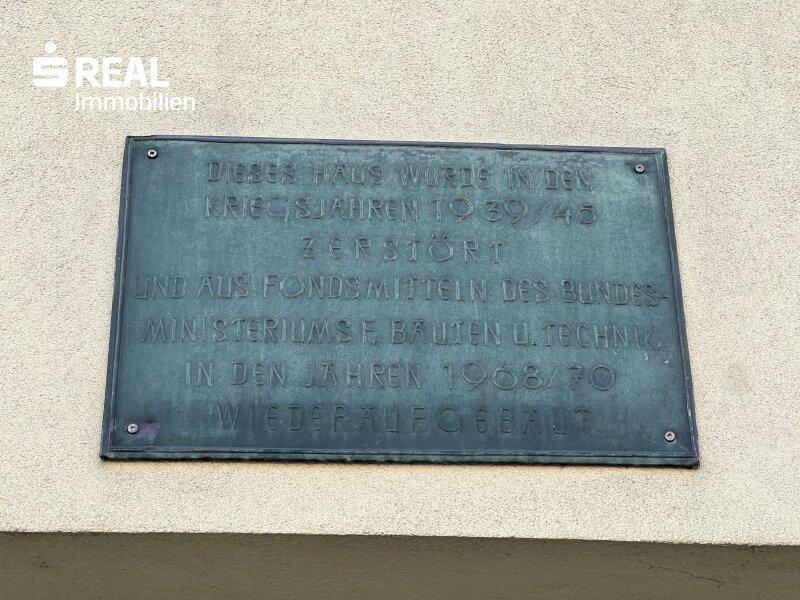 S REAL
Immobilien
DIESES HAUS WURDE IN DEN
KRIEGSJAHREN 1939/45
ZERSTÖRT
UND AUS FONDSMITTELN DES BUNDES-
MINISTERIUMS F. BAUTEN U. TECHNIK
IN DEN JAHREN 1968/70
WIEDERAUFGEBAUT